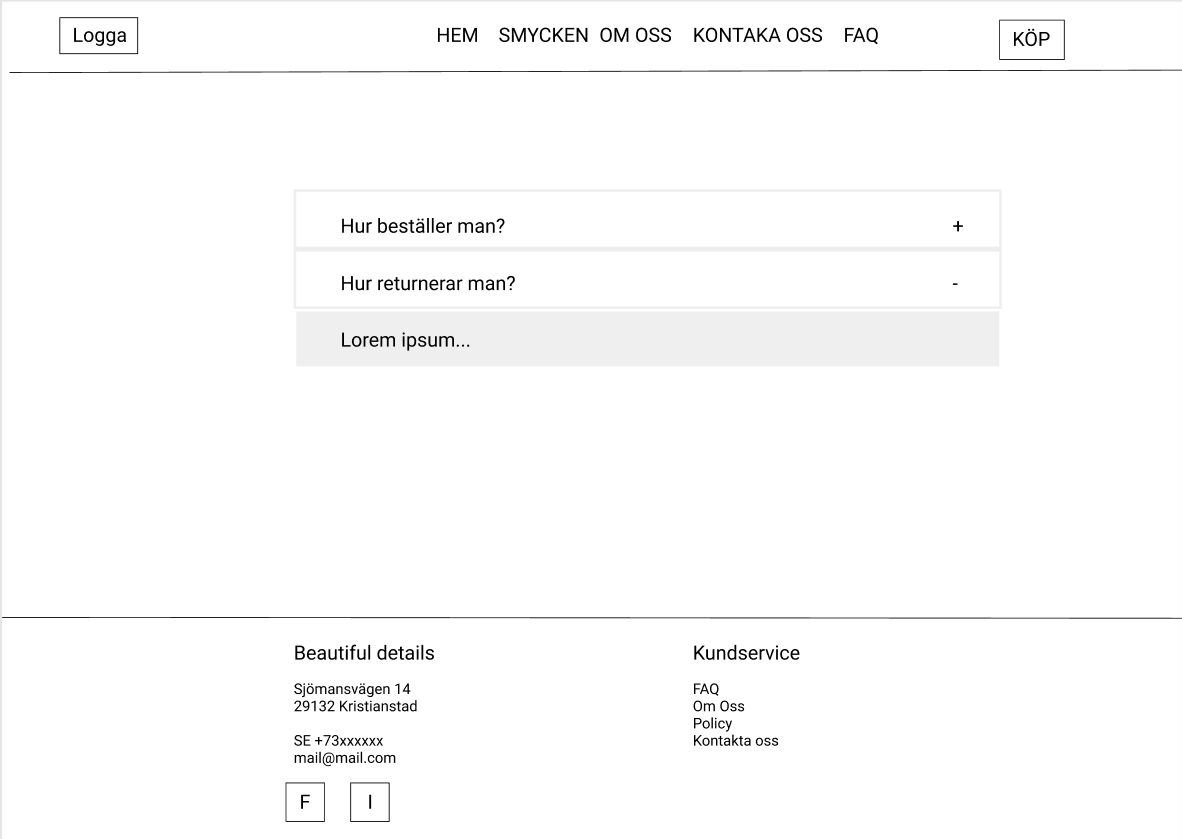 Logga HEM SMYCKEN OM OSS KONTAKA OSS FAQ KÖP
Hur beställer man? +
Hur returnerar man? -
Lorem ipsum...
Beautiful details
Sjömansvägen 14
29132 Kristianstad
SE +73xxxxxx
mail@mail.com
F I
Kundservice
FAQ
Om Oss
Policy
Kontakta oss